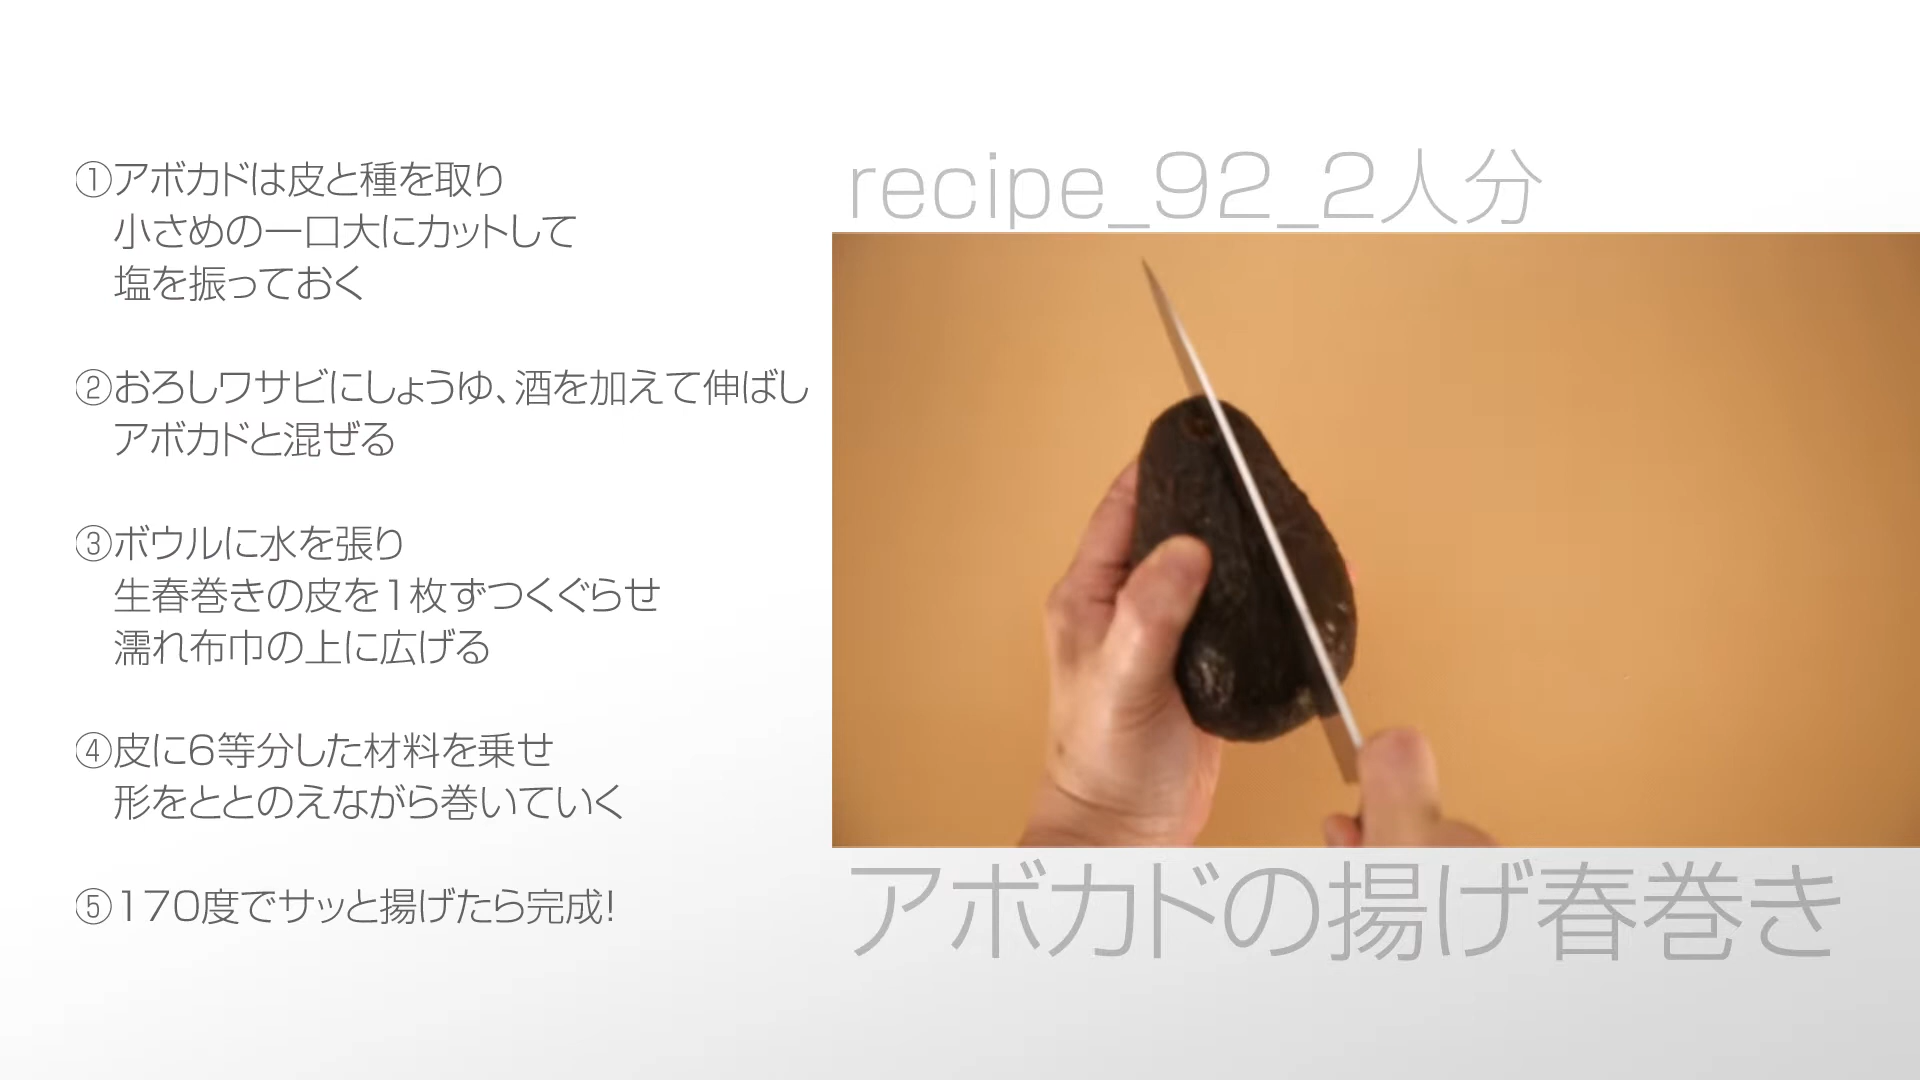 ①アボカドは皮と種を取り
小さめの一口大にカットして
塩を振っておく
②おろしワサビにしょうゆ、酒を加えて伸ばし
アボカドと混ぜる
③ボウルに水を張り
生春巻きの皮を1枚ずつくぐらせ
濡れ布巾の上に広げる
④皮に6等分した材料を乗せ
形をととのえながら巻いていく
⑤170度でサッと揚げたら完成!
recipe_92_2人分
アボカドの揚げ春巻き